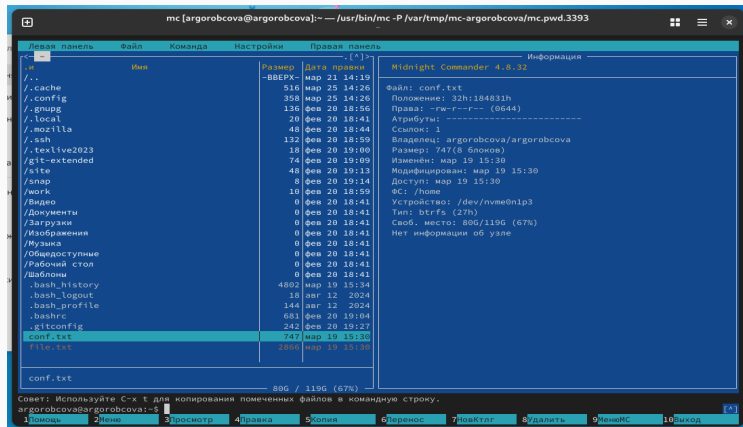 mc [argorobcova@argorobcova]:~ — /usr/bin/mc -P /var/tmp/mc-argorobcova/mc.pwd.3393
Левая панель Файл Команда Настройки Правая панель
<- ~ .[^]>
.и Имя Размер Дата правки
/.. -ВВЕРХ- мар 21 14:19
/.cache 516 мар 25 14:26
/.config 358 мар 25 14:26
/.gnupg 136 фев 20 18:56
/.local 20 фев 20 18:41
/.mozilla 48 фев 20 18:44
/.ssh 132 фев 20 18:59
/.texlive2023 18 фев 20 19:00
/git-extended 74 фев 20 19:09
/site 48 фев 20 19:13
/snap 8 фев 20 19:14
/work 10 фев 20 18:59
/Видео 0 фев 20 18:41
/Документы 0 фев 20 18:41
/Загрузки 0 фев 20 18:41
/Изображения 0 фев 20 18:41
/Музыка 0 фев 20 18:41
/Общедоступные 0 фев 20 18:41
/Рабочий стол 0 фев 20 18:41
/Шаблоны 0 фев 20 18:41
.bash_history 4802 мар 19 15:34
.bash_logout 18 авг 12 2024
.bash_profile 144 авг 12 2024
.bashrc 681 фев 20 19:04
.gitconfig 242 фев 20 19:27
conf.txt 747 мар 19 15:30
file.txt 2866 мар 19 15:30
conf.txt
80G / 119G (67%)
Информация
Midnight Commander 4.8.32
Файл: conf.txt
Положение: 32h:184831h
Права: -rw-r--r-- (0644)
Атрибуты: -------------------------
Ссылок: 1
Владелец: argorobcova/argorobcova
Размер: 747(8 блоков)
Изменён: мар 19 15:30
Модифицирован: мар 19 15:30
Доступ: мар 19 15:30
ФС: /home
Устройство: /dev/nvme0n1p3
Тип: btrfs (27h)
Своб. место: 80G/119G (67%)
Нет информации об узле
Совет: Используйте C-x t для копирования помеченных файлов в командную строку.
argorobcova@argorobcova:~$ [^]
1Помощь 2Меню 3Просмотр 4Правка 5Копия 6Перенос 7НовКтлг 8Удалить 9МенюМС 10Выход